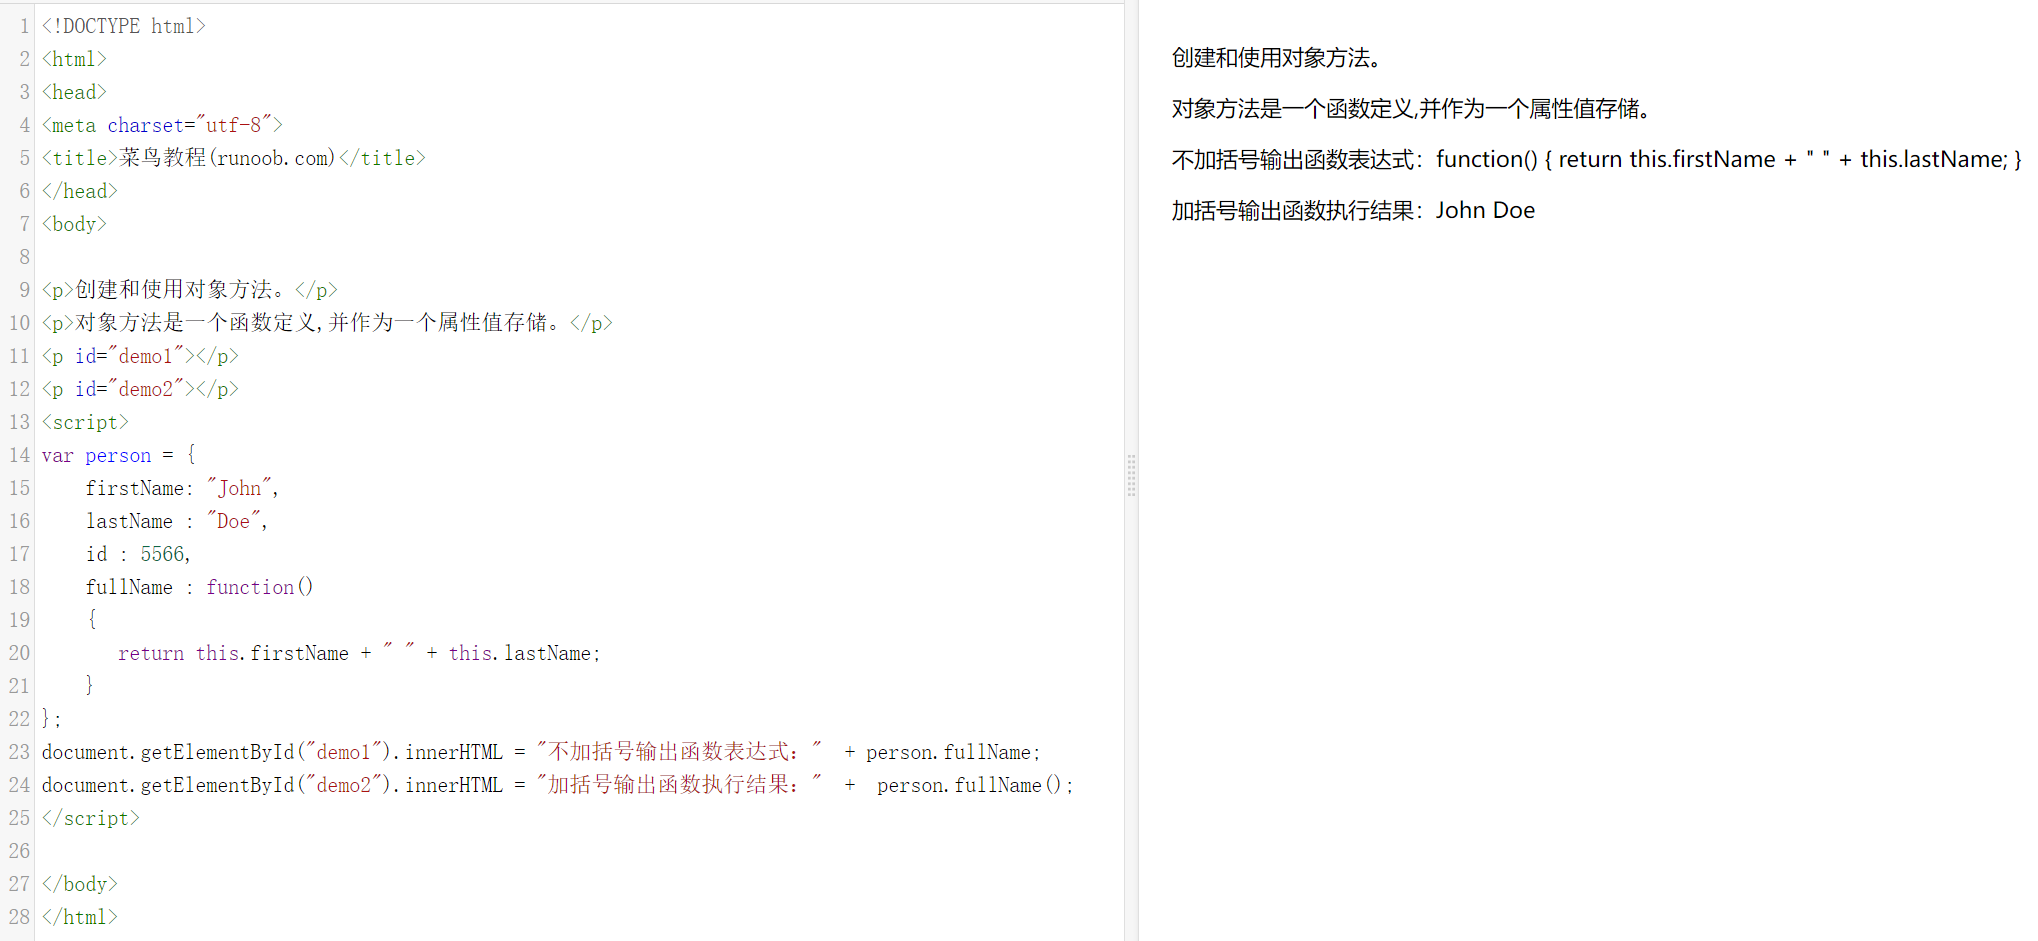 1 <!DOCTYPE html>
2 <html>
3 <head>
4 <meta charset="utf-8">
5 <title>菜鸟教程(runoob.com)</title>
6 </head>
7 <body>
8
9 <p>创建和使用对象方法。</p>
10 <p>对象方法是一个函数定义,并作为一个属性值存储。</p>
11 <p id="demo1"></p>
12 <p id="demo2"></p>
13 <script>
14 var person = {
15     firstName: "John",
16     lastName : "Doe",
17     id : 5566,
18     fullName : function()
19     {
20        return this.firstName + " " + this.lastName;
21     }
22 };
23 document.getElementById("demo1").innerHTML = "不加括号输出函数表达式："  + person.fullName;
24 document.getElementById("demo2").innerHTML = "加括号输出函数执行结果："  +  person.fullName();
25 </script>
26
27 </body>
28 </html>
创建和使用对象方法。
对象方法是一个函数定义,并作为一个属性值存储。
不加括号输出函数表达式：function() { return this.firstName + " " + this.lastName; }
加括号输出函数执行结果：John Doe